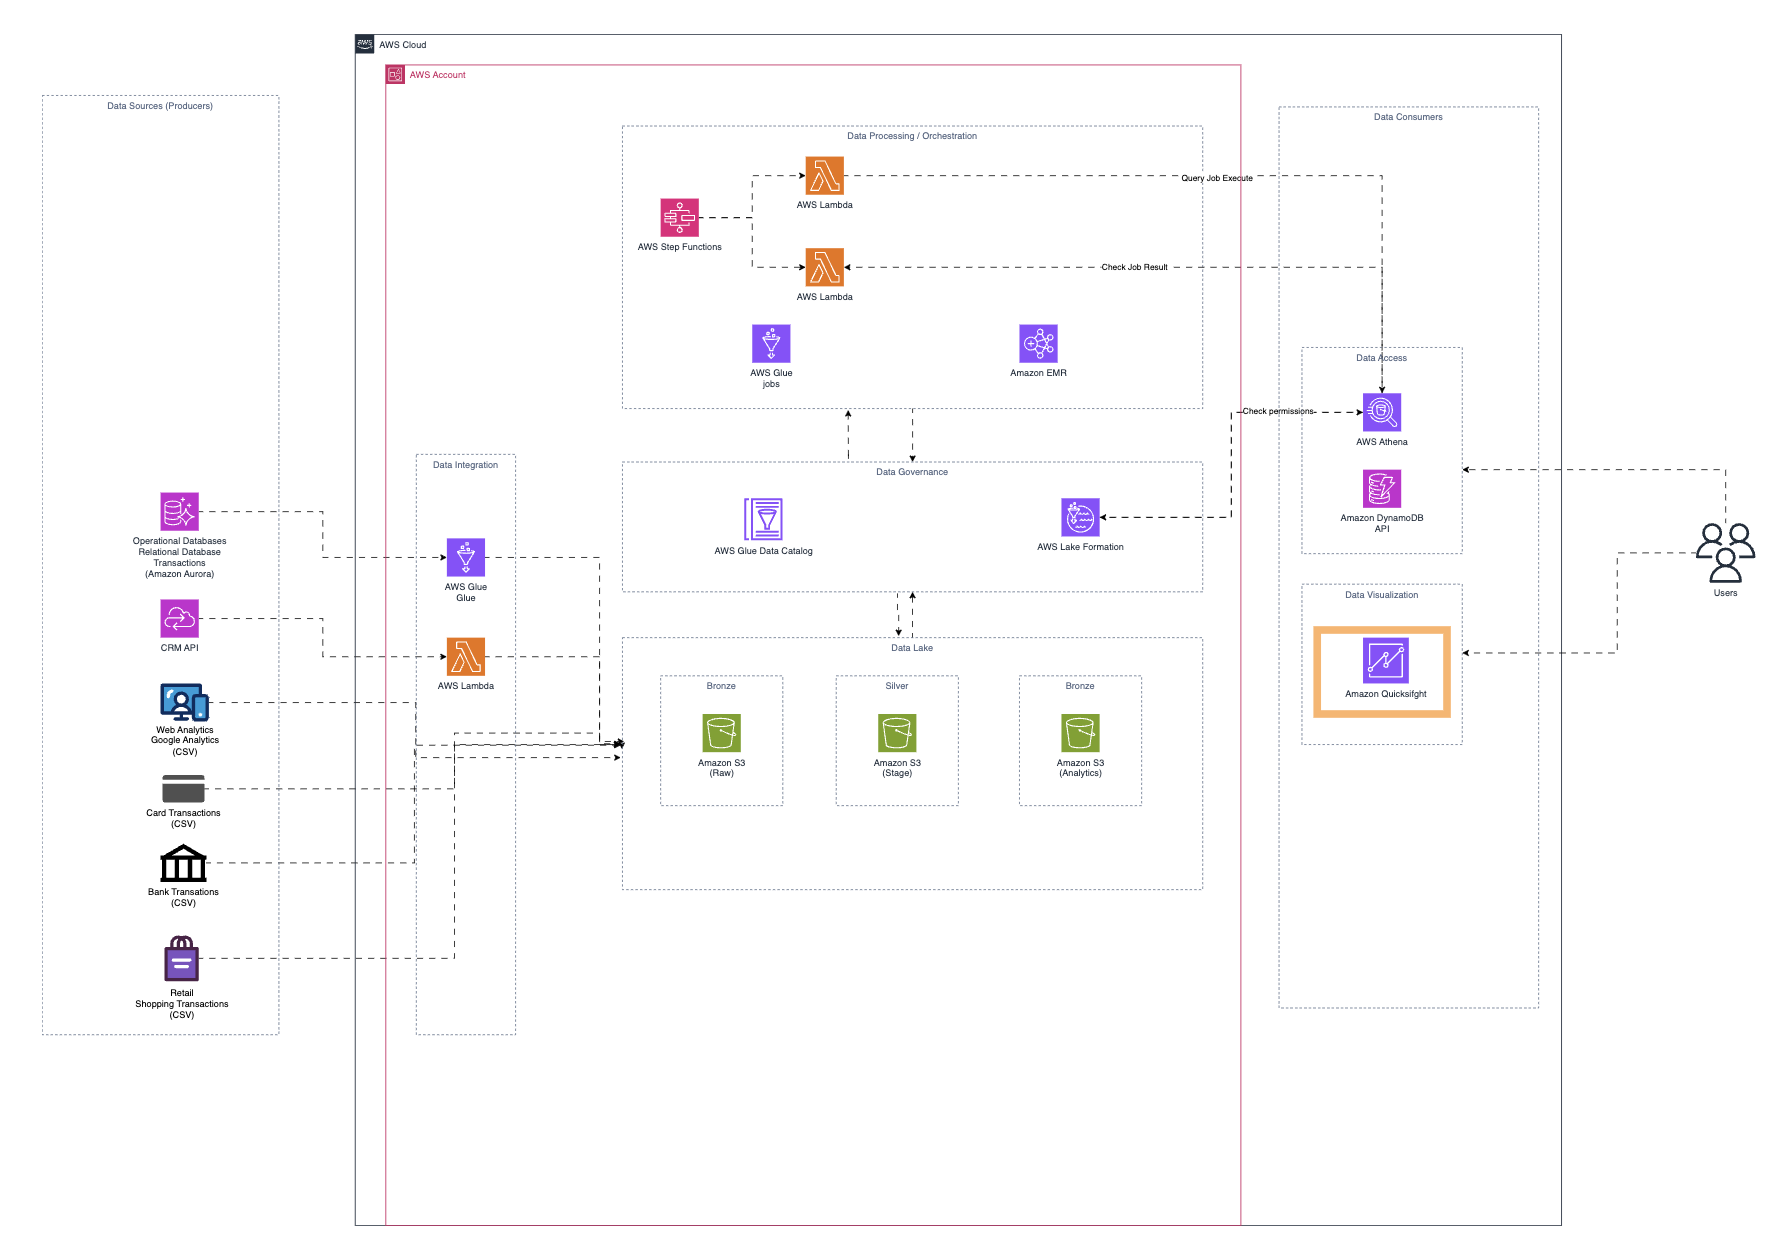 aws
AWS Cloud
AWS Account
Data Sources (Producers)
Operational Databases
Relational Database
Transactions
(Amazon Aurora)
CRM API
Web Analytics
Google Analytics
(CSV)
Card Transactions
(CSV)
Bank Transations
(CSV)
Retail
Shopping Transactions
(CSV)
Data Integration
AWS Glue
Glue
AWS Lambda
Data Processing / Orchestration
AWS Step Functions
AWS Lambda
Query Job Execute
AWS Lambda
Check Job Result
AWS Glue
jobs
Amazon EMR
Data Governance
AWS Glue Data Catalog
AWS Lake Formation
Check permissions
Data Lake
Bronze
Amazon S3
(Raw)
Silver
Amazon S3
(Stage)
Bronze
Amazon S3
(Analytics)
Data Consumers
Data Access
AWS Athena
Amazon DynamoDB
API
Data Visualization
Amazon Quicksifght
Users